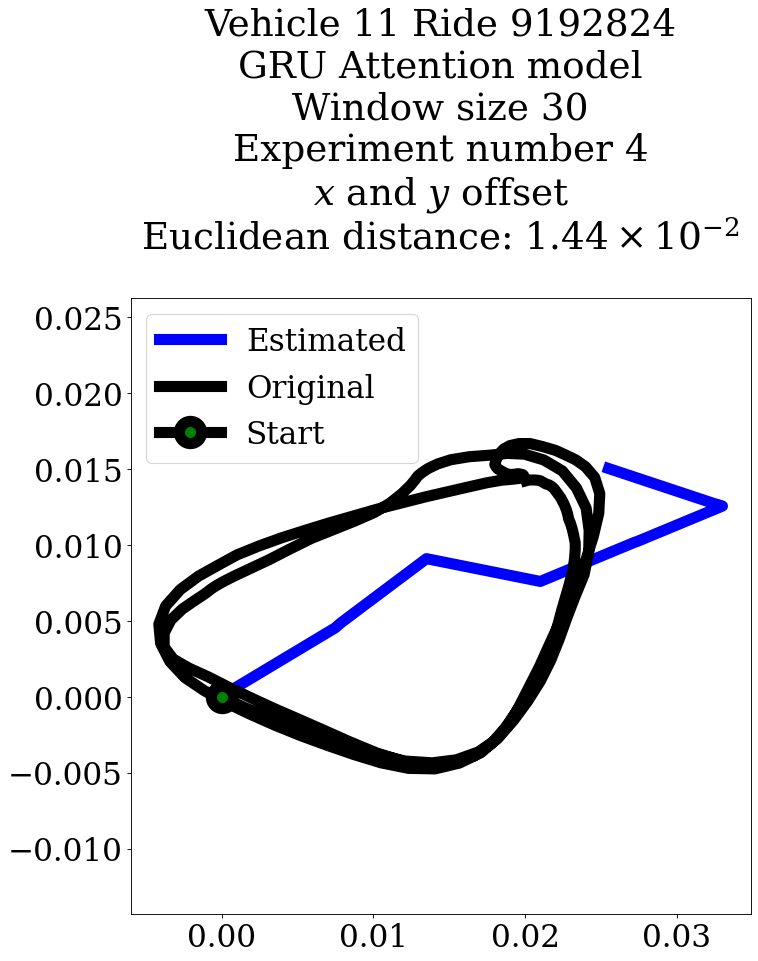 Vehicle 11 Ride 9192824
GRU Attention model
Window size 30
Experiment number 4
x and y offset
Euclidean distance: 1.44 × 10⁻²
0.025
0.020
0.015
0.010
0.005
0.000
−0.005
−0.010
Estimated
Original
Start
0.00
0.01
0.02
0.03